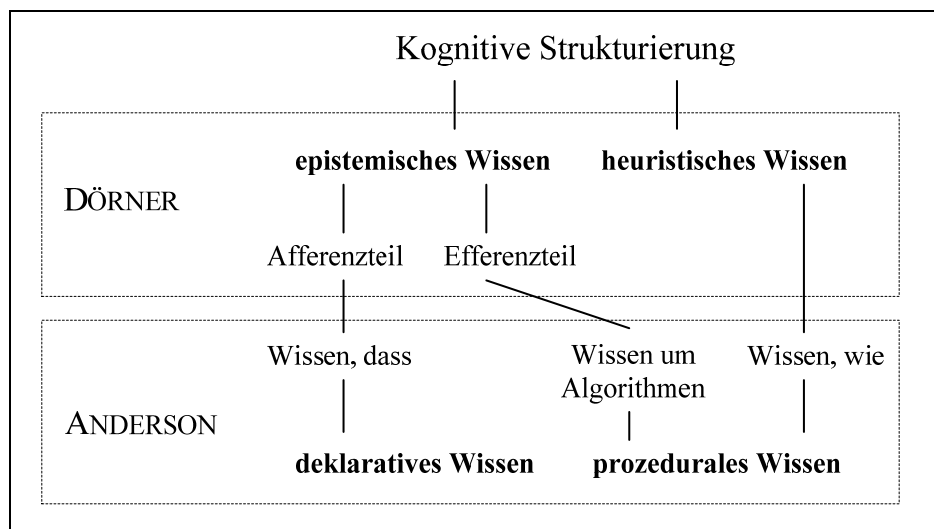 Kognitive Strukturierung
epistemisches Wissen
heuristisches Wissen
DÖRNER
Afferenzteil
Efferenzteil
Wissen, dass
Wissen um
Algorithmen
Wissen, wie
ANDERSON
deklaratives Wissen
prozedurales Wissen